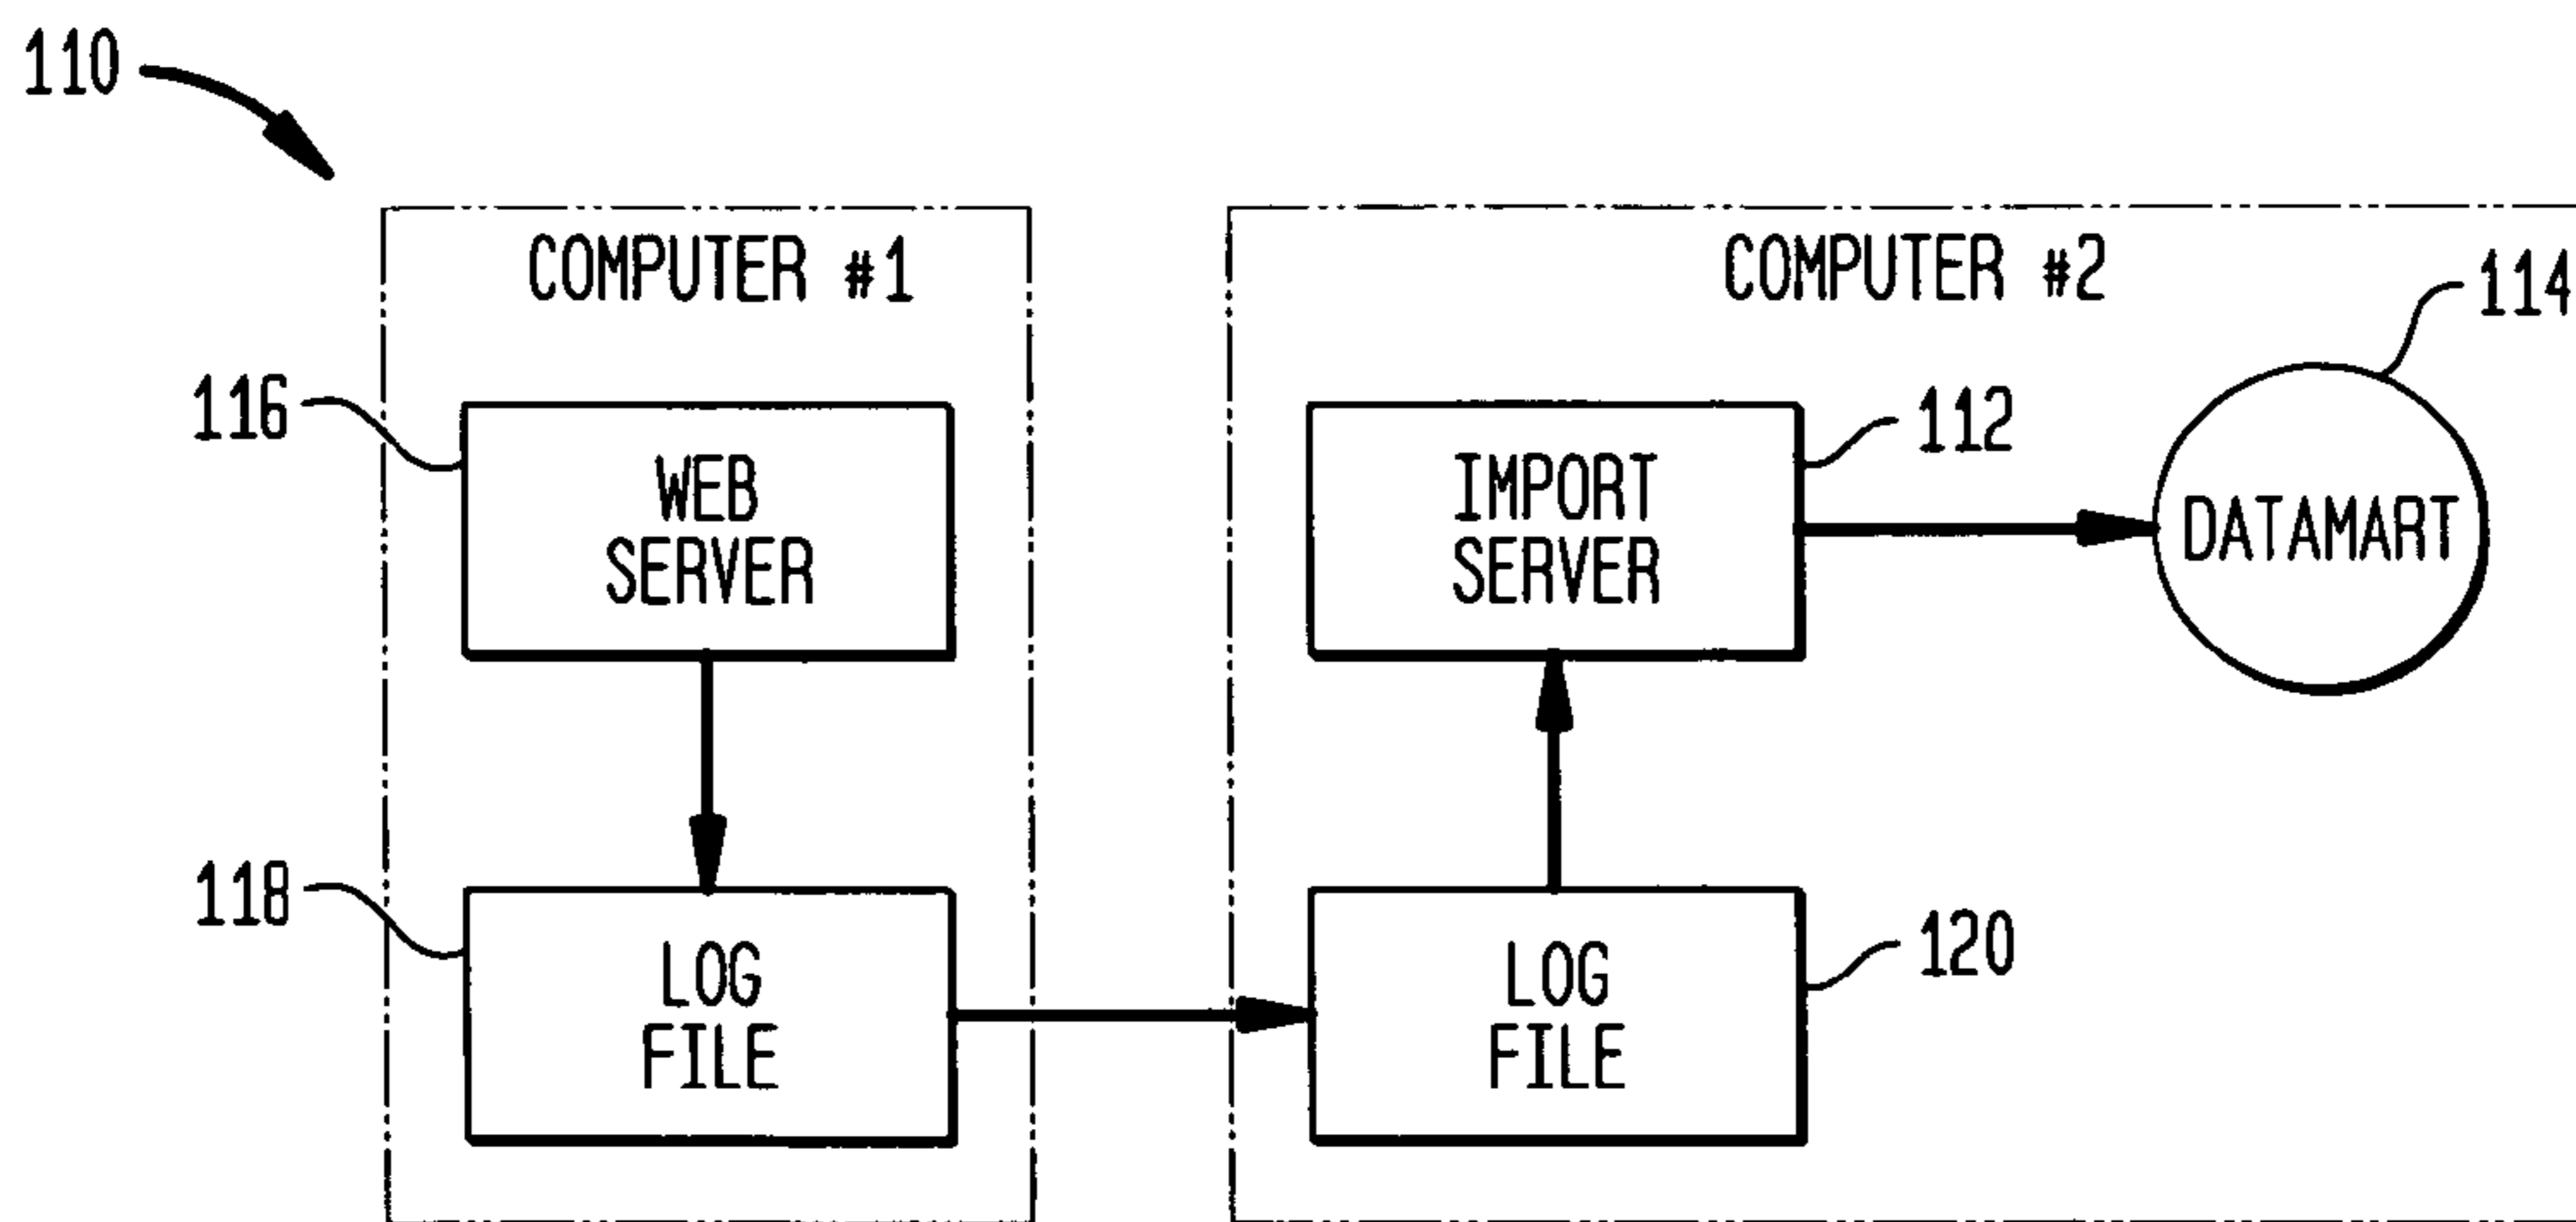 110
COMPUTER #1
COMPUTER #2
114
116
WEB
SERVER
IMPORT
SERVER
112
DATAMART
118
LOG
FILE
LOG
FILE
120